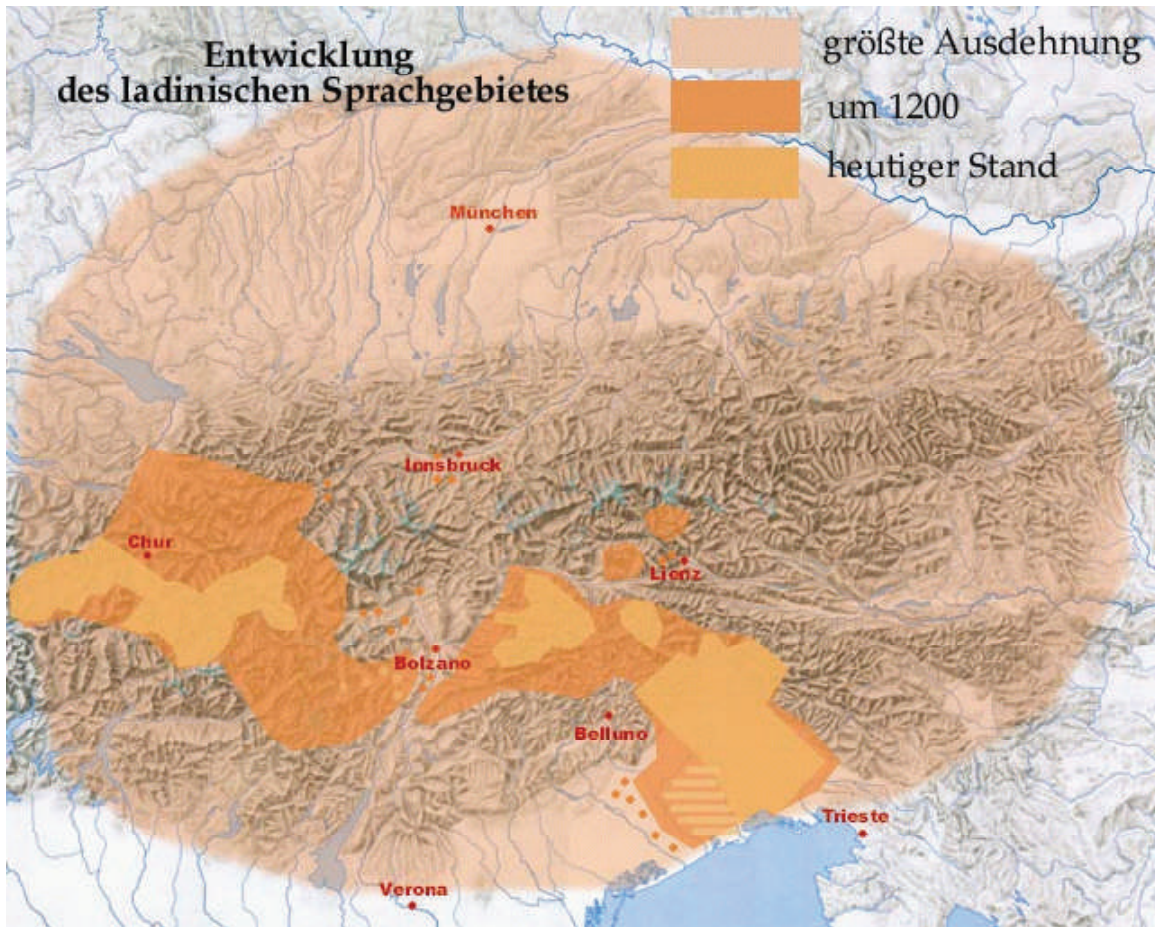 Entwicklung
des ladinischen Sprachgebietes
größte Ausdehnung
um 1200
heutiger Stand
München
Innsbruck
Chur
Lienz
Bolzano
Belluno
Trieste
Verona